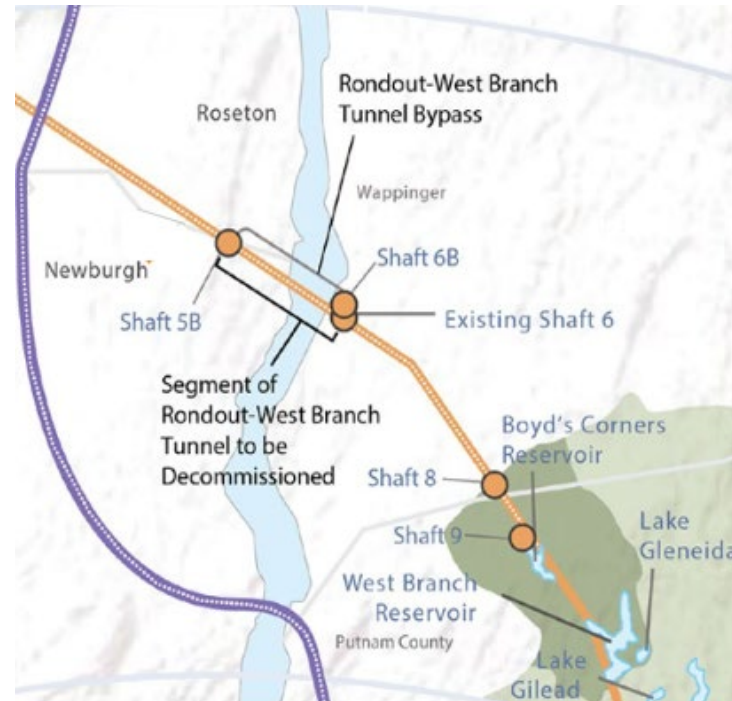 Rondout-West Branch
Tunnel Bypass
Roseton
Wappinger
Shaft 6B
Newburgh
Shaft 5B
Existing Shaft 6
Segment of
Rondout-West Branch
Tunnel to be
Decommissioned
Boyd's Corners
Reservoir
Shaft 8
Shaft 9
Lake
Gleneida
West Branch
Reservoir
Putnam County
Lake
Gilead